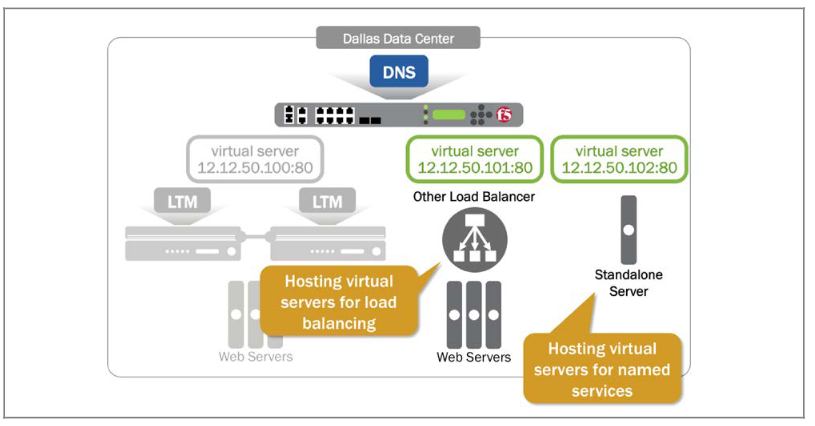 Dallas Data Center
DNS
f5
virtual server
12.12.50.100:80
virtual server
12.12.50.101:80
virtual server
12.12.50.102:80
LTM
LTM
Other Load Balancer
Standalone
Server
Hosting virtual
servers for load
balancing
Web Servers
Web Servers
Hosting virtual
servers for named
services